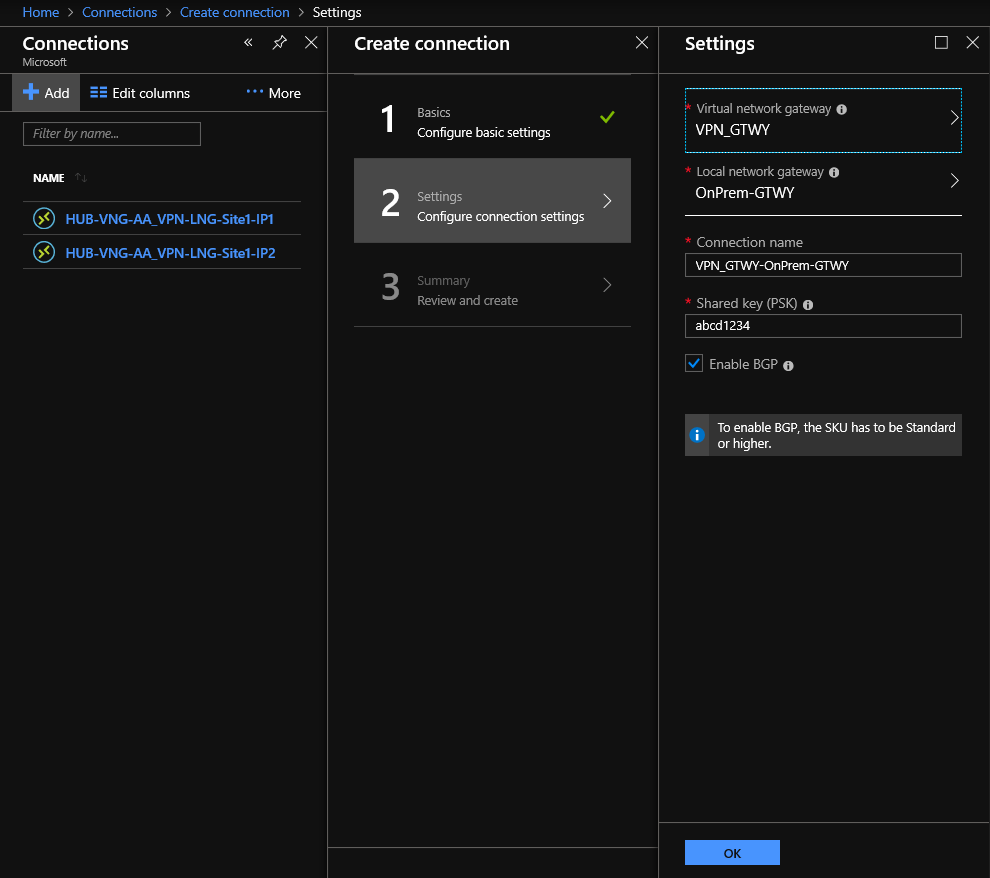 Home > Connections > Create connection > Settings
Connections
Microsoft
Add
Edit columns
More
Filter by name...
NAME
HUB-VNG-AA_VPN-LNG-Site1-IP1
HUB-VNG-AA_VPN-LNG-Site1-IP2
Create connection
1
Basics
Configure basic settings
2
Settings
Configure connection settings
3
Summary
Review and create
Settings
* Virtual network gateway
VPN_GTWY
* Local network gateway
OnPrem-GTWY
* Connection name
VPN_GTWY-OnPrem-GTWY
* Shared key (PSK)
abcd1234
Enable BGP
To enable BGP, the SKU has to be Standard
or higher.
OK